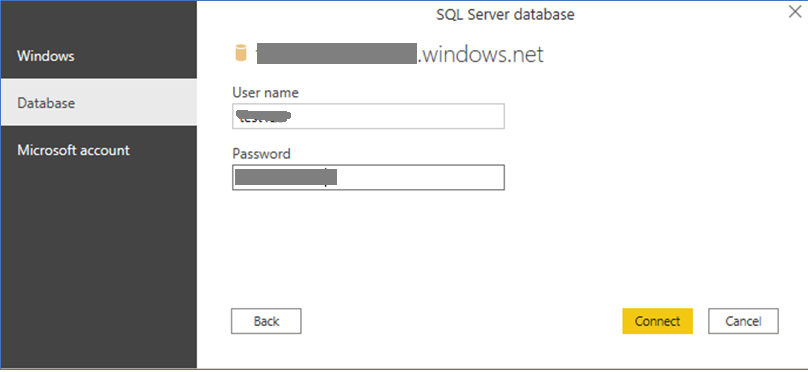 SQL Server database
.windows.net
Windows
Database
Microsoft account
User name
Password
Back
Connect
Cancel